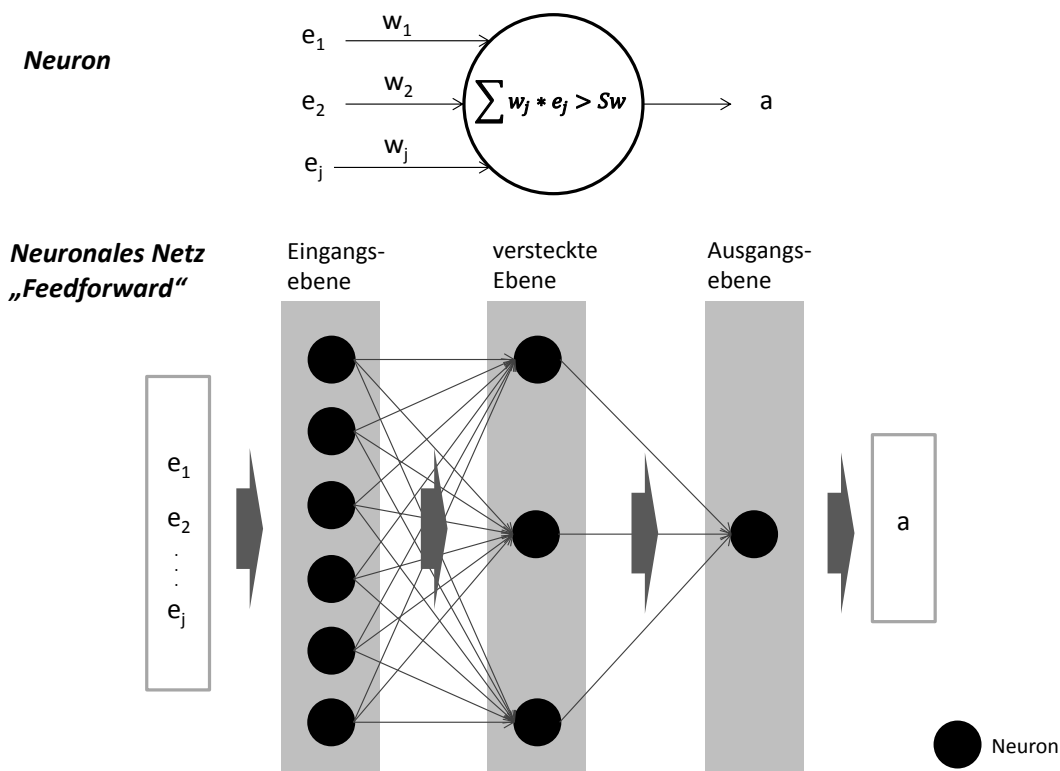 Neuron
e₁ w₁
e₂ w₂
eⱼ wⱼ
∑ wⱼ * eⱼ > Sw
a
Neuronales Netz
„Feedforward“
Eingangs-
ebene
versteckte
Ebene
Ausgangs-
ebene
e₁
e₂
. . . .
eⱼ
a
Neuron